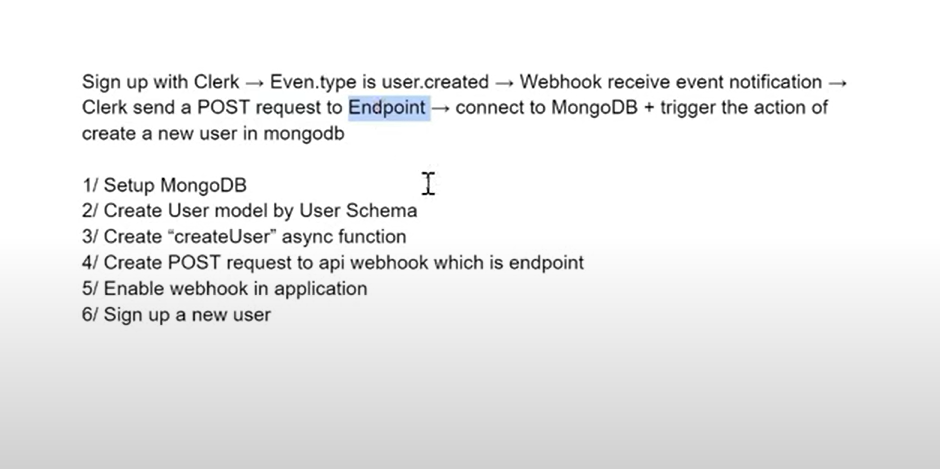 Sign up with Clerk → Even.type is user.created → Webhook receive event notification →
Clerk send a POST request to Endpoint → connect to MongoDB + trigger the action of
create a new user in mongodb
1/ Setup MongoDB
2/ Create User model by User Schema
3/ Create “createUser” async function
4/ Create POST request to api webhook which is endpoint
5/ Enable webhook in application
6/ Sign up a new user